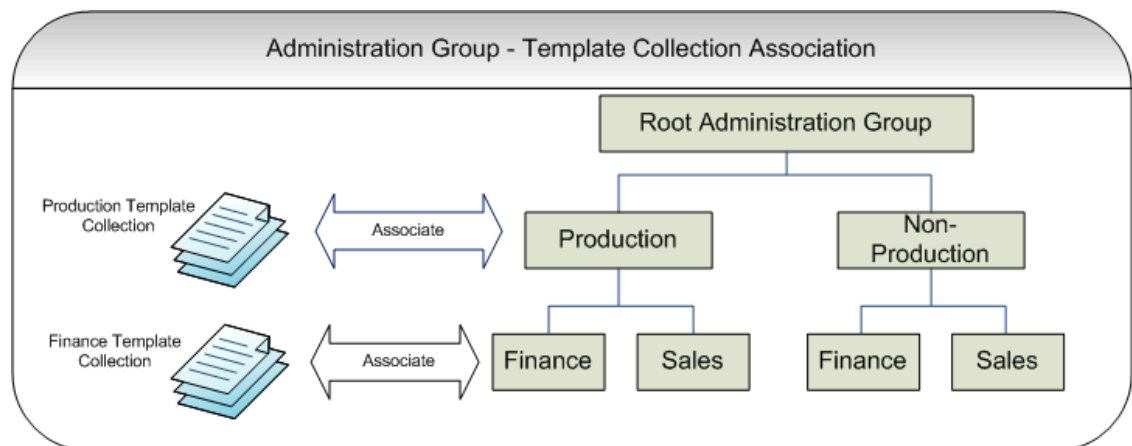 Administration Group - Template Collection Association
Root Administration Group
Production Template
Collection
Associate
Production
Non-
Production
Finance Template
Collection
Associate
Finance
Sales
Finance
Sales